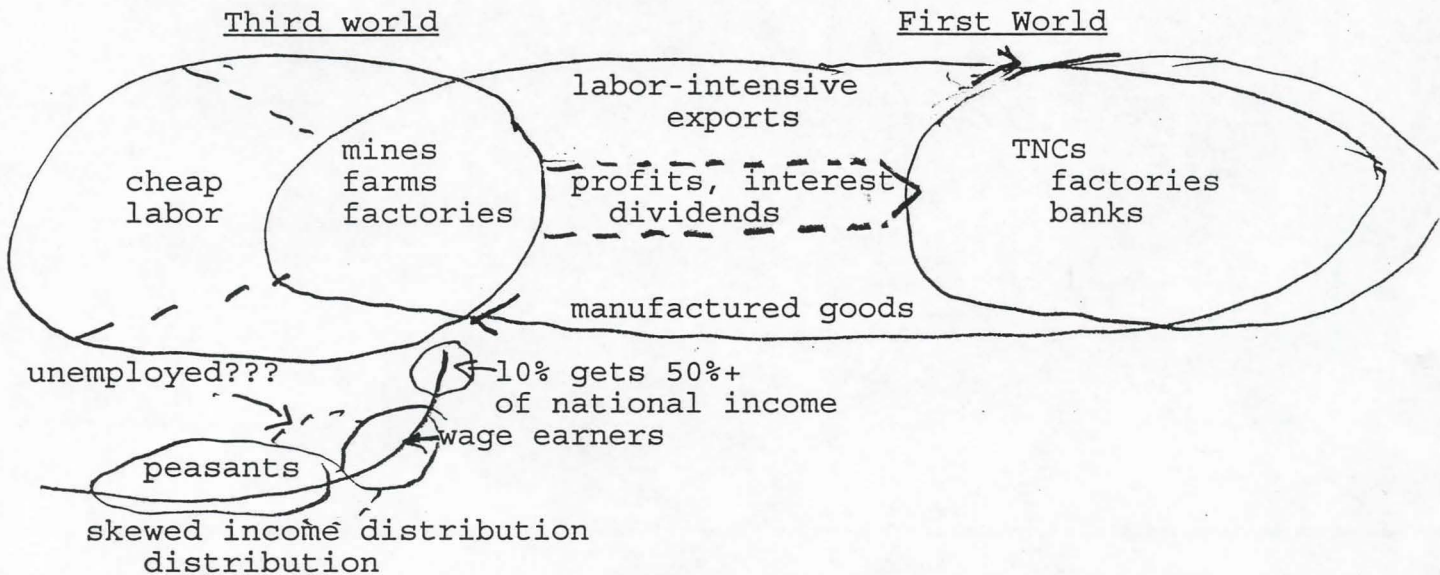 Third world
First World
labor-intensive
exports
mines
farms
factories
cheap
labor
profits, interest
dividends
TNCs
factories
banks
manufactured goods
unemployed???
10% gets 50%+
of national income
wage earners
peasants
skewed income distribution
distribution